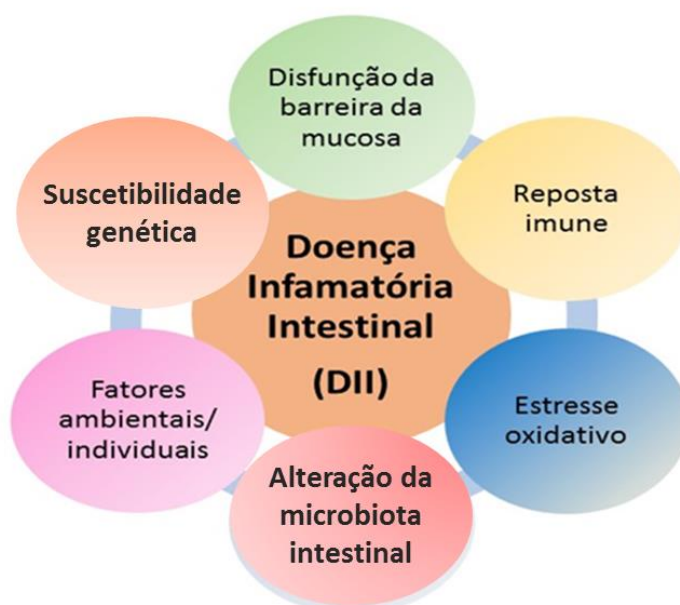 Disfunção da
barreira da
mucosa
Suscetibilidade
genética
Reposta
imune
Doença
Infamatória
Intestinal
(DII)
Fatores
ambientais/
individuais
Estresse
oxidativo
Alteração da
microbiota
intestinal